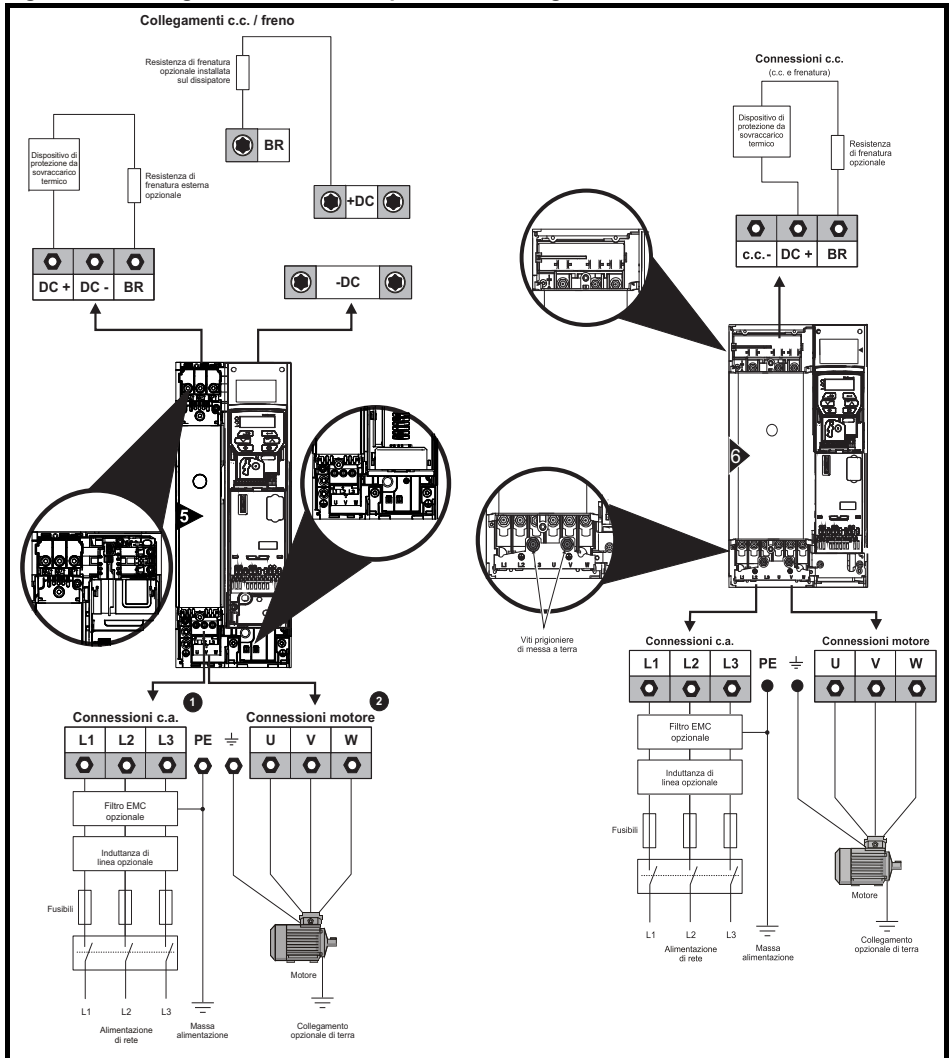 Collegamenti c.c. / freno
Resistenza di frenatura
opzionale installata
sul dissipatore
BR
Dispositivo di
protezione da
sovraccarico
termico
Resistenza di
frenatura esterna
opzionale
+DC
-DC
DC + DC - BR
5
U V W
Connessioni c.a. 1
L1 L2 L3 PE
Connessioni motore 2
U V W
Filtro EMC
opzionale
Induttanza di
linea opzionale
Fusibili
L1 L2 L3
Alimentazione
di rete
Massa
alimentazione
Motore
Collegamento
opzionale di terra
Connessioni c.c.
(c.c. e frenatura)
Dispositivo di
protezione da
sovraccarico
termico
Resistenza
di frenatura
opzionale
c.c.- DC + BR
6
L1 L2 L3 U V W
Viti prigioniere
di messa a terra
Connessioni c.a.
L1 L2 L3 PE
Connessioni motore
U V W
Filtro EMC
opzionale
Induttanza di
linea opzionale
Fusibili
L1 L2 L3
Alimentazione
di rete
Massa
alimentazione
Motore
Collegamento
opzionale di terra